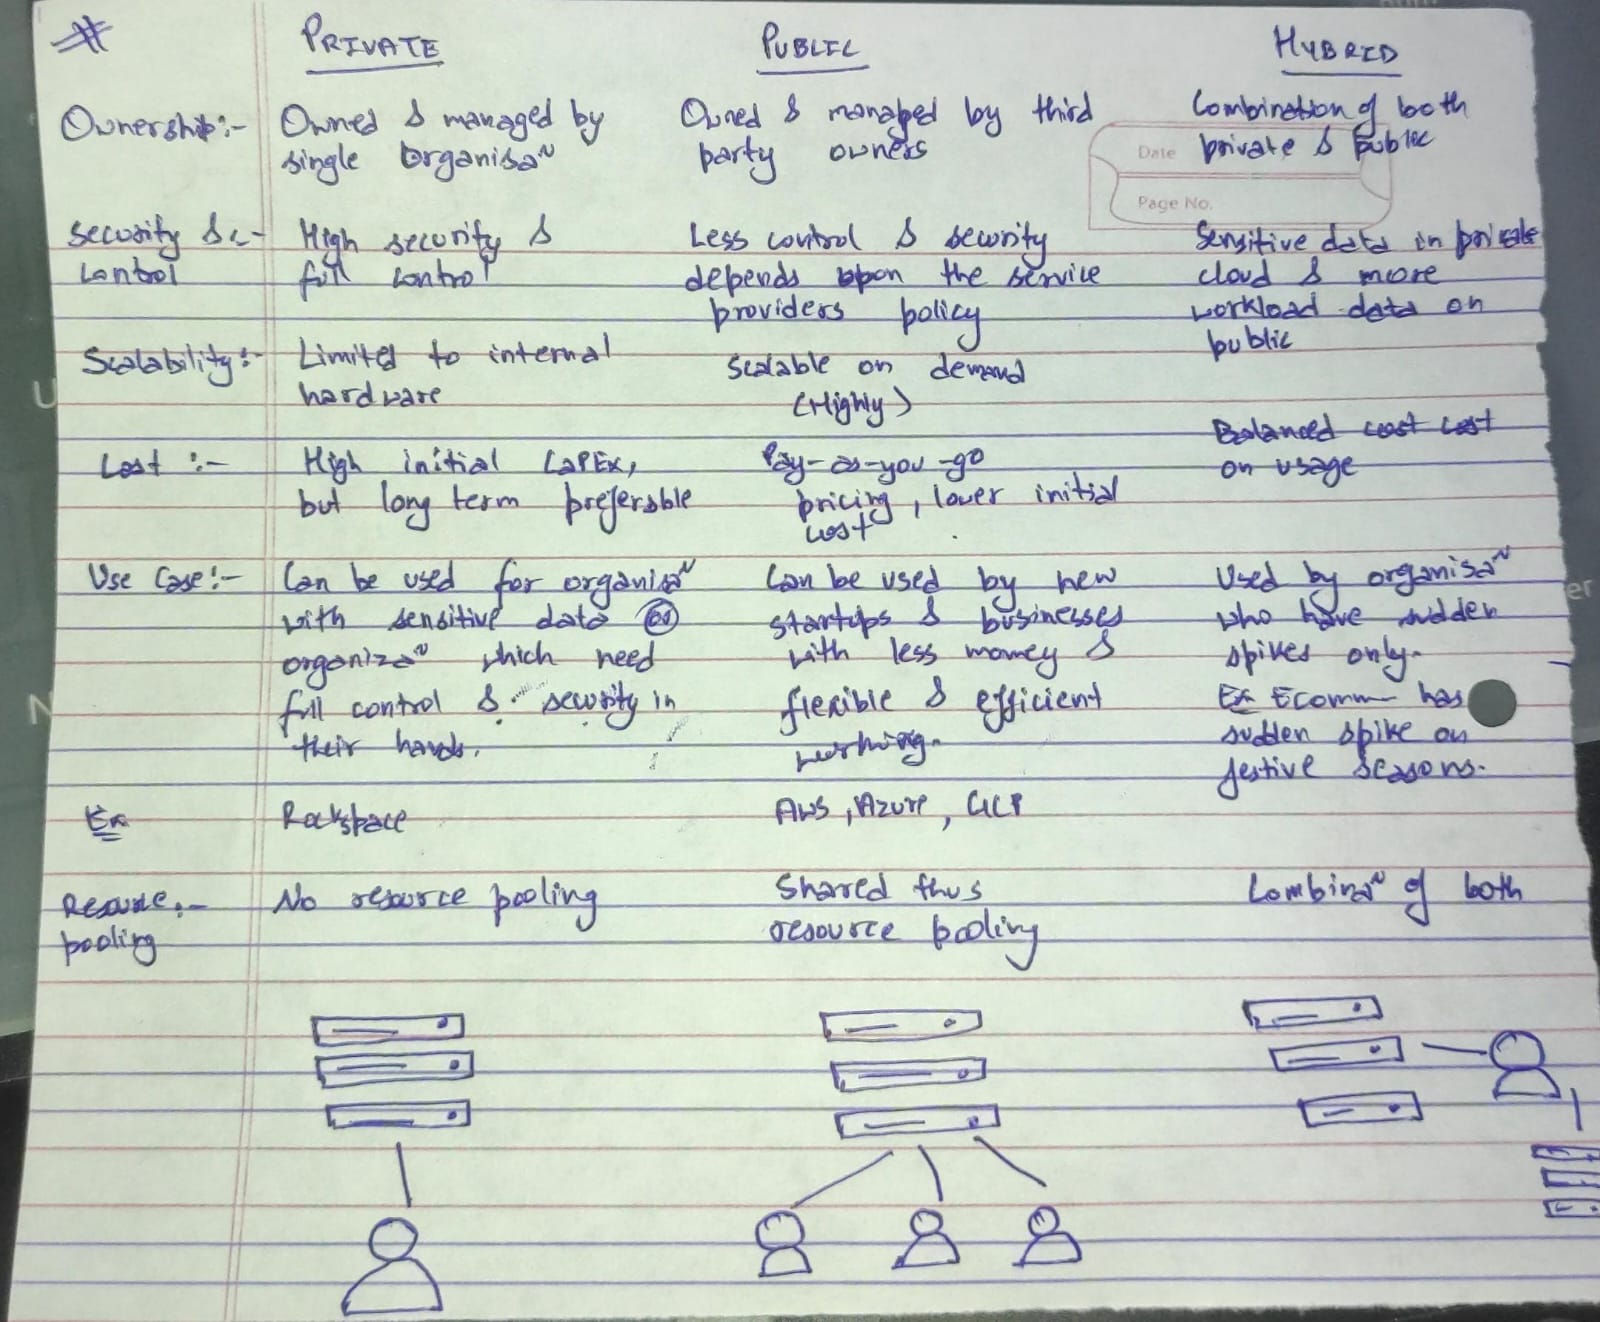 #
PRIVATE
PUBLIC
HYBRID
Ownership:-
Owned & managed by
single organisa~
Owned & managed by third
party owners
Combination of both
private & public
Date
Page No.
Security & :-
control
High security &
full control
Less control & security
depends upon the service
providers policy
Sensitive data in private
cloud & more
workload data on
public
Scalability:-
Limited to internal
hardware
Scalable on demand
(Highly)
Cost :-
High initial CaPEx,
but long term preferable
Pay-as-you-go
pricing, lower initial
cost
Balanced cost cost
on usage
Use Case:-
Can be used for organisa~
with sensitive data or
organiza~ which need
full control & security in
their hands.
Can be used by new
startups & businesses
with less money &
flexible & efficient
working.
Used by organisa~
who have sudden
spikes only.
Ex Ecomm has
sudden spike on
festive seasons.
Ex
Rackspace
AWS, Azure, GCP
Resource:-
pooling
No resource pooling
Shared thus
resource pooling
Combina~ of both